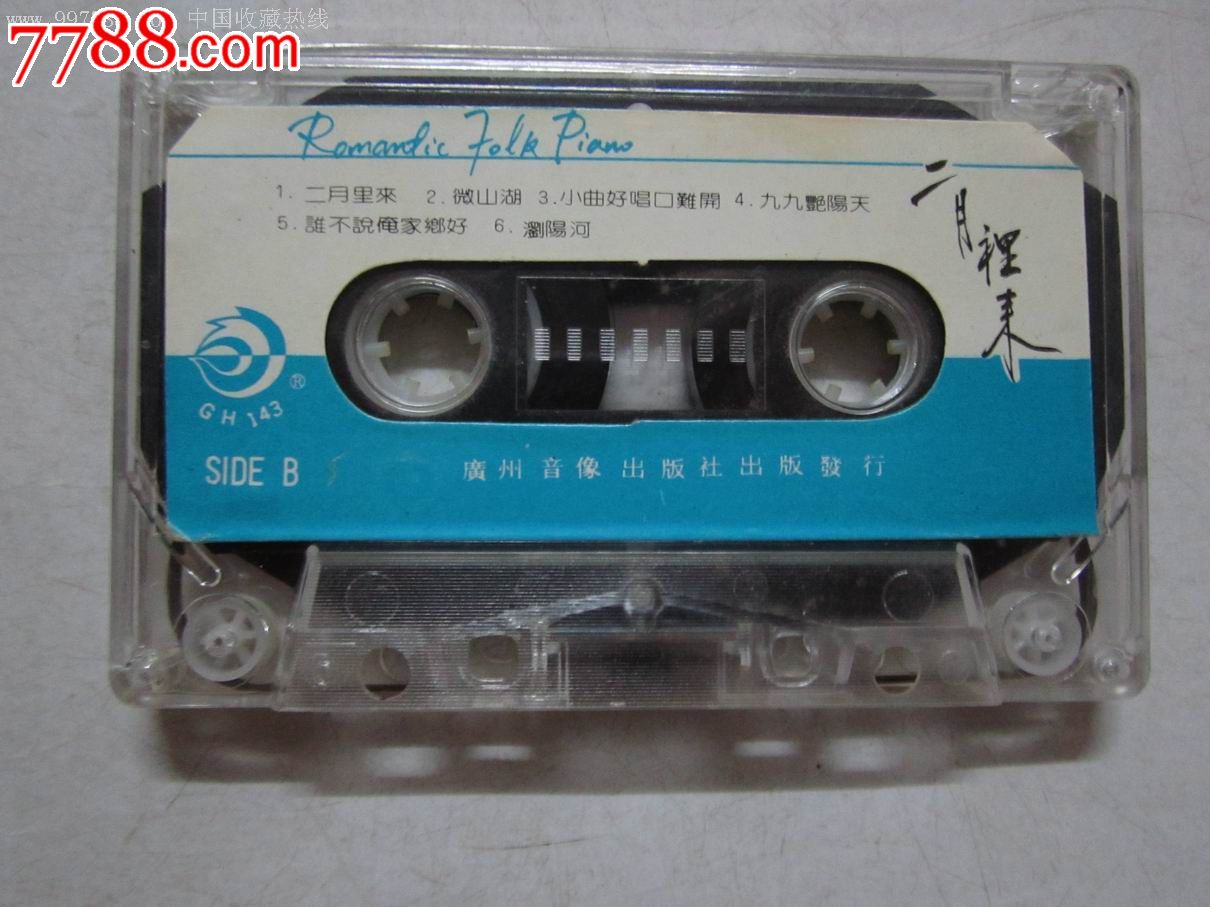 中国收藏热线
7788.com
Romantic Folk Piano
1. 二月里來 2. 微山湖 3. 小曲好唱口難開 4. 九九艷陽天
5. 誰不說俺家鄉好 6. 瀏陽河
二月裡来
®
GH 143
SIDE B
廣州音像出版社出版發行